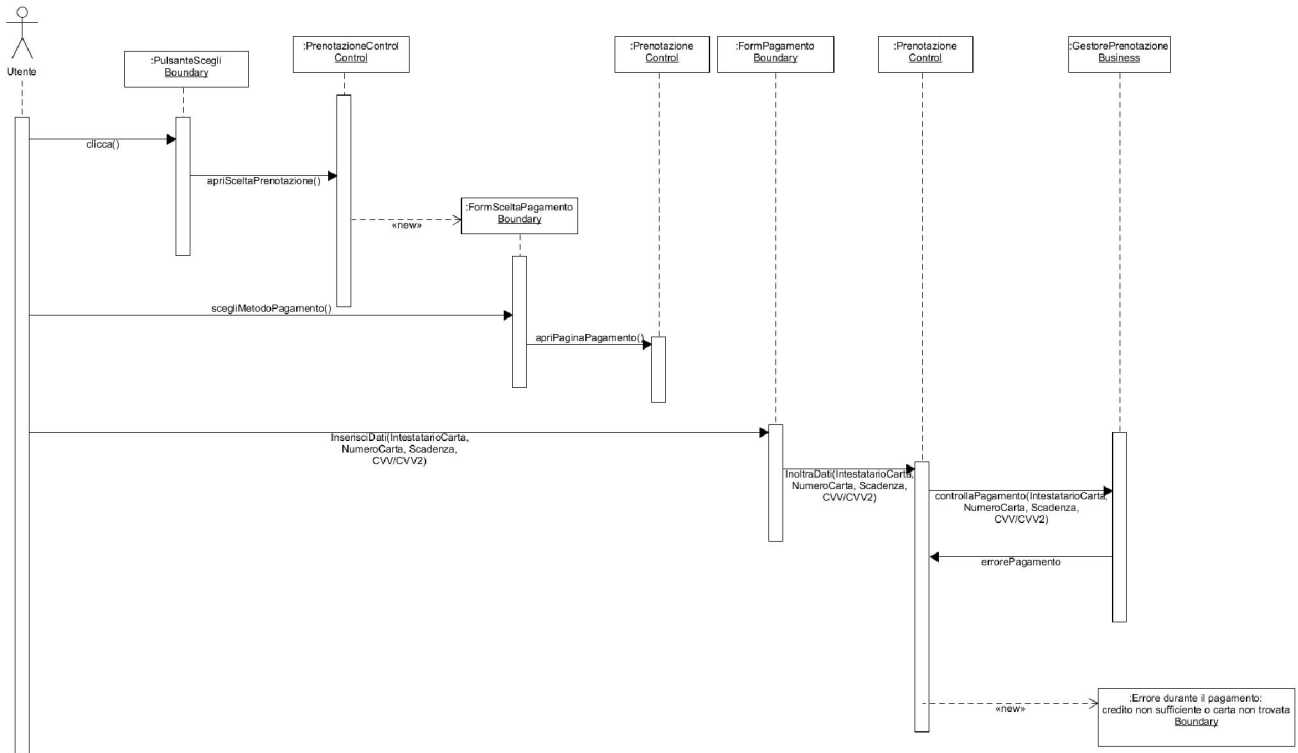 Utente
:PulsanteScegli
Boundary
:PrenotazioneControl
Control
:Prenotazione
Control
:FormPagamento
Boundary
:Prenotazione
Control
:GestorePrenotazione
Business
clicca()
apriSceltaPrenotazione()
:FormSceltaPagamento
Boundary
«new»
scegliMetodoPagamento()
apriPaginaPagamento()
InserisciDati(IntestatarioCarta,
NumeroCarta, Scadenza,
CVV/CVV2)
InoltraDati(IntestatarioCarta,
NumeroCarta, Scadenza,
CVV/CVV2)
controllaPagamento(IntestatarioCarta,
NumeroCarta, Scadenza,
CVV/CVV2)
errorePagamento
«new»
:Errore durante il pagamento:
credito non sufficiente o carta non trovata
Boundary